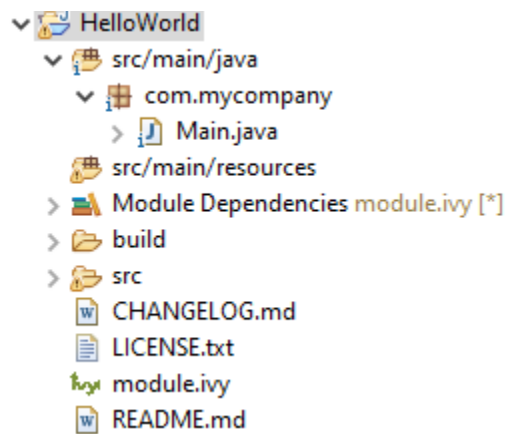 HelloWorld
src/main/java
com.mycompany
Main.java
src/main/resources
Module Dependencies module.ivy [*]
build
src
CHANGELOG.md
LICENSE.txt
module.ivy
README.md